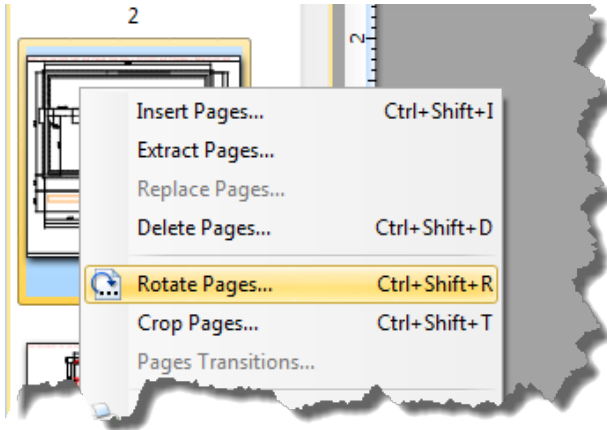 2
2
Insert Pages... Ctrl+Shift+I
Extract Pages...
Replace Pages...
Delete Pages... Ctrl+Shift+D
Rotate Pages... Ctrl+Shift+R
Crop Pages... Ctrl+Shift+T
Pages Transitions...